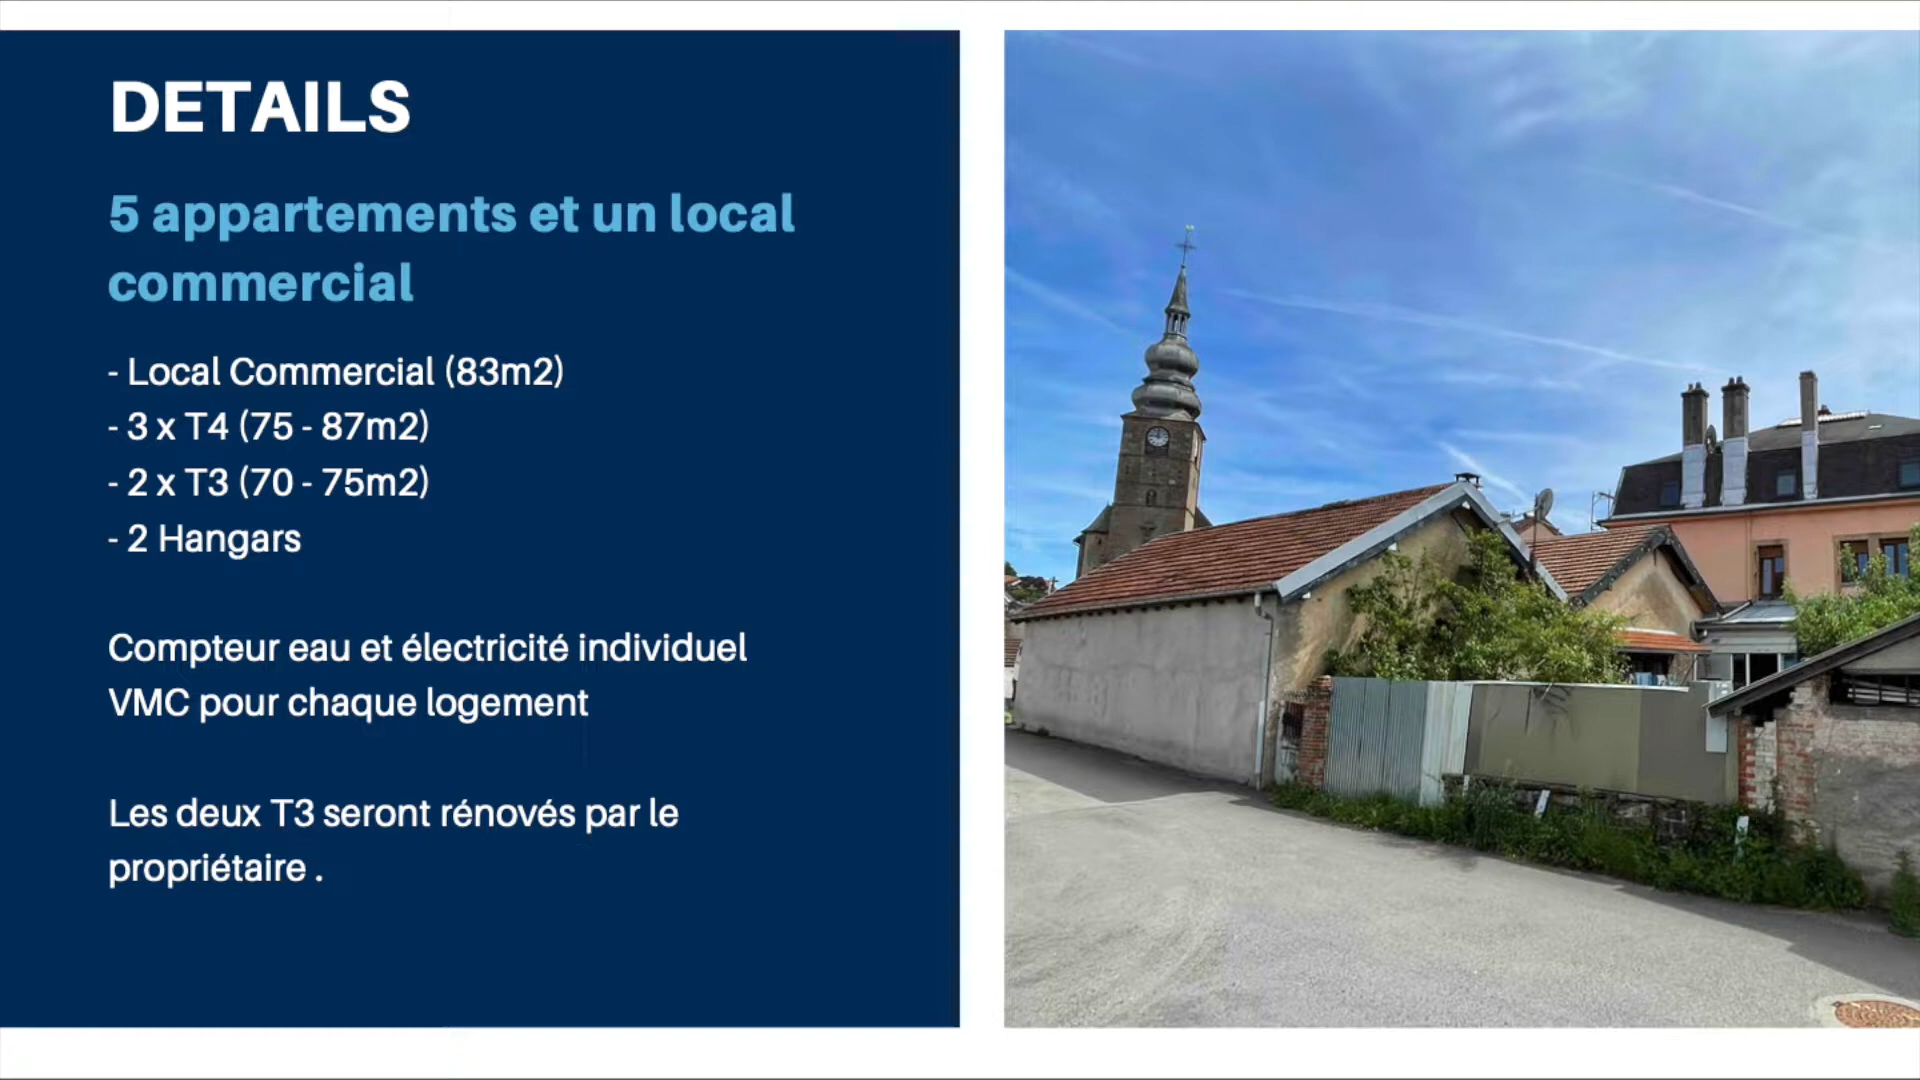 DETAILS
5 appartements et un local
commercial
- Local Commercial (83m2)
- 3 x T4 (75 - 87m2)
- 2 x T3 (70 - 75m2)
- 2 Hangars
Compteur eau et électricité individuel
VMC pour chaque logement
Les deux T3 seront rénovés par le
propriétaire .